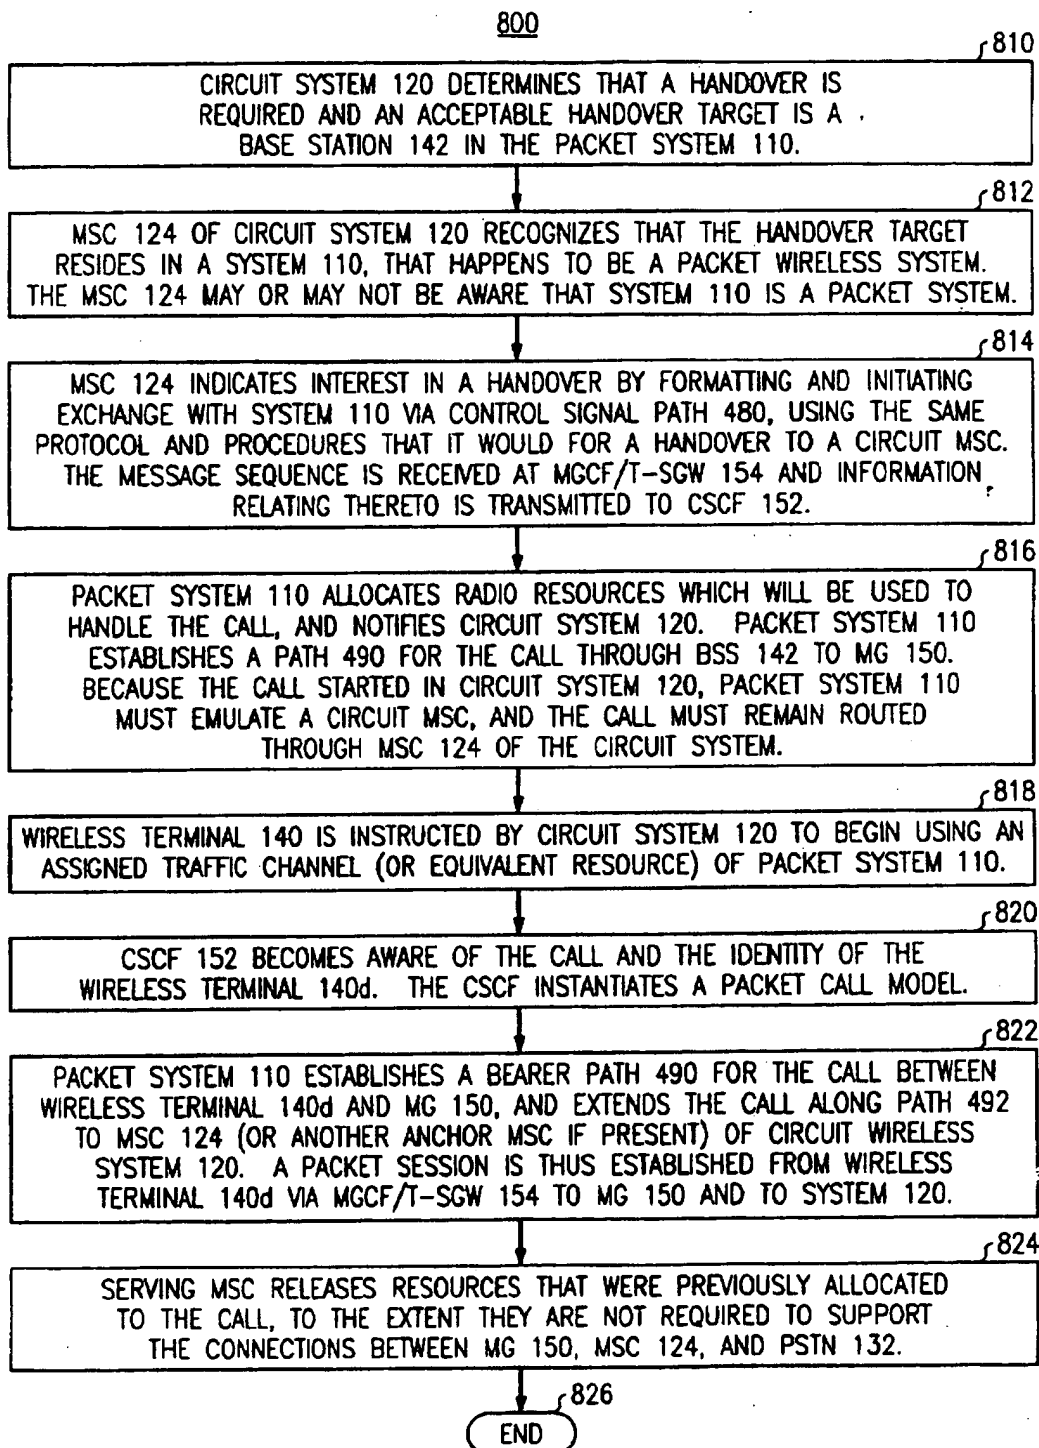 800
810
CIRCUIT SYSTEM 120 DETERMINES THAT A HANDOVER IS
REQUIRED AND AN ACCEPTABLE HANDOVER TARGET IS A
BASE STATION 142 IN THE PACKET SYSTEM 110.
812
MSC 124 OF CIRCUIT SYSTEM 120 RECOGNIZES THAT THE HANDOVER TARGET
RESIDES IN A SYSTEM 110, THAT HAPPENS TO BE A PACKET WIRELESS SYSTEM.
THE MSC 124 MAY OR MAY NOT BE AWARE THAT SYSTEM 110 IS A PACKET SYSTEM.
814
MSC 124 INDICATES INTEREST IN A HANDOVER BY FORMATTING AND INITIATING
EXCHANGE WITH SYSTEM 110 VIA CONTROL SIGNAL PATH 480, USING THE SAME
PROTOCOL AND PROCEDURES THAT IT WOULD FOR A HANDOVER TO A CIRCUIT MSC.
THE MESSAGE SEQUENCE IS RECEIVED AT MGCF/T-SGW 154 AND INFORMATION
RELATING THERETO IS TRANSMITTED TO CSCF 152.
816
PACKET SYSTEM 110 ALLOCATES RADIO RESOURCES WHICH WILL BE USED TO
HANDLE THE CALL, AND NOTIFIES CIRCUIT SYSTEM 120. PACKET SYSTEM 110
ESTABLISHES A PATH 490 FOR THE CALL THROUGH BSS 142 TO MG 150.
BECAUSE THE CALL STARTED IN CIRCUIT SYSTEM 120, PACKET SYSTEM 110
MUST EMULATE A CIRCUIT MSC, AND THE CALL MUST REMAIN ROUTED
THROUGH MSC 124 OF THE CIRCUIT SYSTEM.
818
WIRELESS TERMINAL 140 IS INSTRUCTED BY CIRCUIT SYSTEM 120 TO BEGIN USING AN
ASSIGNED TRAFFIC CHANNEL (OR EQUIVALENT RESOURCE) OF PACKET SYSTEM 110.
820
CSCF 152 BECOMES AWARE OF THE CALL AND THE IDENTITY OF THE
WIRELESS TERMINAL 140d. THE CSCF INSTANTIATES A PACKET CALL MODEL.
822
PACKET SYSTEM 110 ESTABLISHES A BEARER PATH 490 FOR THE CALL BETWEEN
WIRELESS TERMINAL 140d AND MG 150, AND EXTENDS THE CALL ALONG PATH 492
TO MSC 124 (OR ANOTHER ANCHOR MSC IF PRESENT) OF CIRCUIT WIRELESS
SYSTEM 120. A PACKET SESSION IS THUS ESTABLISHED FROM WIRELESS
TERMINAL 140d VIA MGCF/T-SGW 154 TO MG 150 AND TO SYSTEM 120.
824
SERVING MSC RELEASES RESOURCES THAT WERE PREVIOUSLY ALLOCATED
TO THE CALL, TO THE EXTENT THEY ARE NOT REQUIRED TO SUPPORT
THE CONNECTIONS BETWEEN MG 150, MSC 124, AND PSTN 132.
826
END